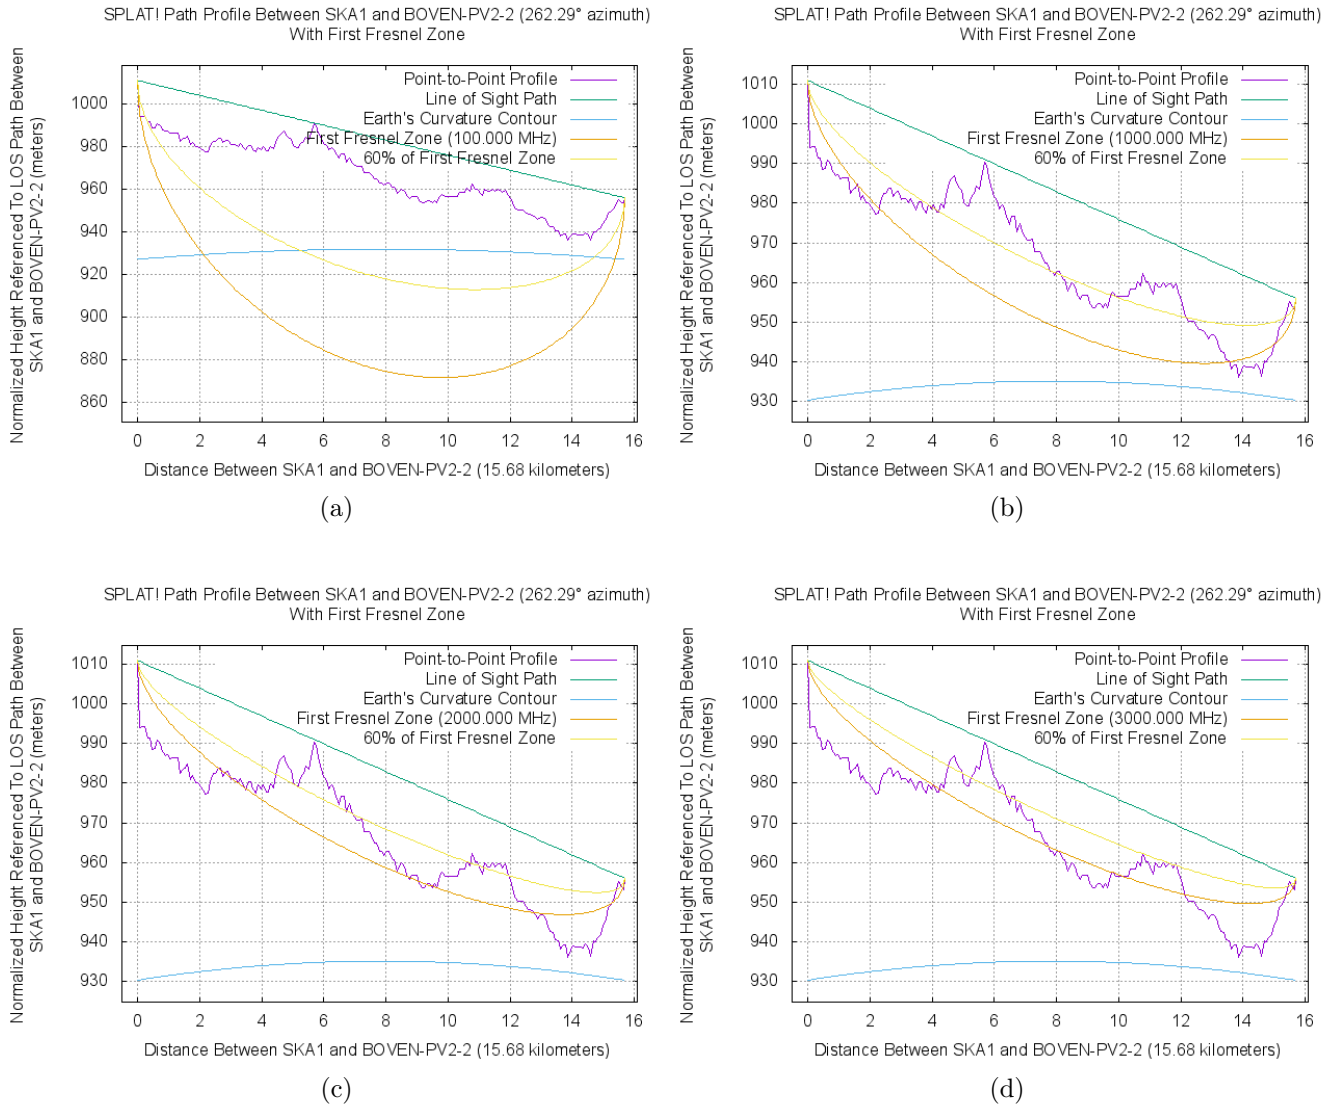 SPLAT! Path Profile Between SKA1 and BOVEN-PV2-2 (262.29° azimuth)
With First Fresnel Zone
Normalized Height Referenced To LOS Path Between
SKA1 and BOVEN-PV2-2 (meters)
Point-to-Point Profile
Line of Sight Path
Earth's Curvature Contour
First Fresnel Zone (100.000 MHz)
60% of First Fresnel Zone
1000
980
960
940
920
900
880
860
0 2 4 6 8 10 12 14 16
Distance Between SKA1 and BOVEN-PV2-2 (15.68 kilometers)
(a)
SPLAT! Path Profile Between SKA1 and BOVEN-PV2-2 (262.29° azimuth)
With First Fresnel Zone
Normalized Height Referenced To LOS Path Between
SKA1 and BOVEN-PV2-2 (meters)
Point-to-Point Profile
Line of Sight Path
Earth's Curvature Contour
First Fresnel Zone (1000.000 MHz)
60% of First Fresnel Zone
1010
1000
990
980
970
960
950
940
930
0 2 4 6 8 10 12 14 16
Distance Between SKA1 and BOVEN-PV2-2 (15.68 kilometers)
(b)
SPLAT! Path Profile Between SKA1 and BOVEN-PV2-2 (262.29° azimuth)
With First Fresnel Zone
Normalized Height Referenced To LOS Path Between
SKA1 and BOVEN-PV2-2 (meters)
Point-to-Point Profile
Line of Sight Path
Earth's Curvature Contour
First Fresnel Zone (2000.000 MHz)
60% of First Fresnel Zone
1010
1000
990
980
970
960
950
940
930
0 2 4 6 8 10 12 14 16
Distance Between SKA1 and BOVEN-PV2-2 (15.68 kilometers)
(c)
SPLAT! Path Profile Between SKA1 and BOVEN-PV2-2 (262.29° azimuth)
With First Fresnel Zone
Normalized Height Referenced To LOS Path Between
SKA1 and BOVEN-PV2-2 (meters)
Point-to-Point Profile
Line of Sight Path
Earth's Curvature Contour
First Fresnel Zone (3000.000 MHz)
60% of First Fresnel Zone
1010
1000
990
980
970
960
950
940
930
0 2 4 6 8 10 12 14 16
Distance Between SKA1 and BOVEN-PV2-2 (15.68 kilometers)
(d)